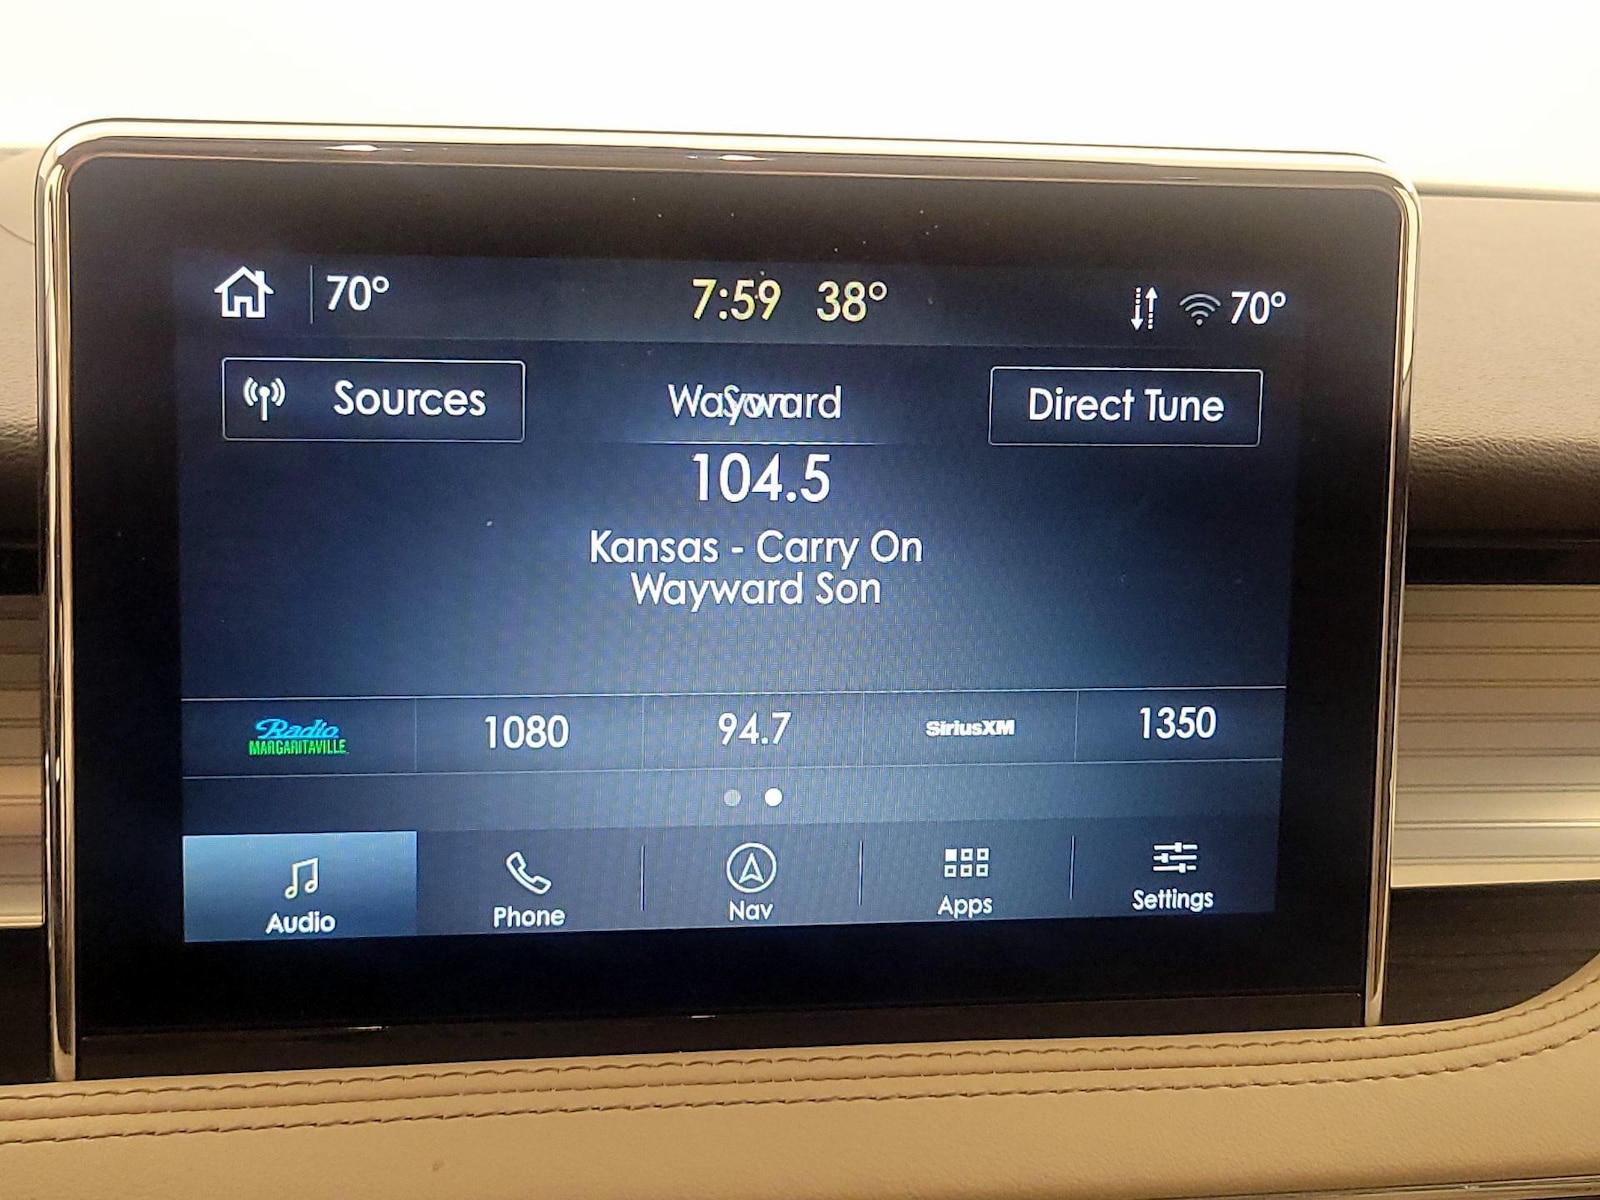 70° 7:59 38° 70°
Sources Wayward Son Direct Tune
104.5
Kansas - Carry On
Wayward Son
Radio
MARGARITAVILLE 1080 94.7 SiriusXM 1350
Audio Phone Nav Apps Settings